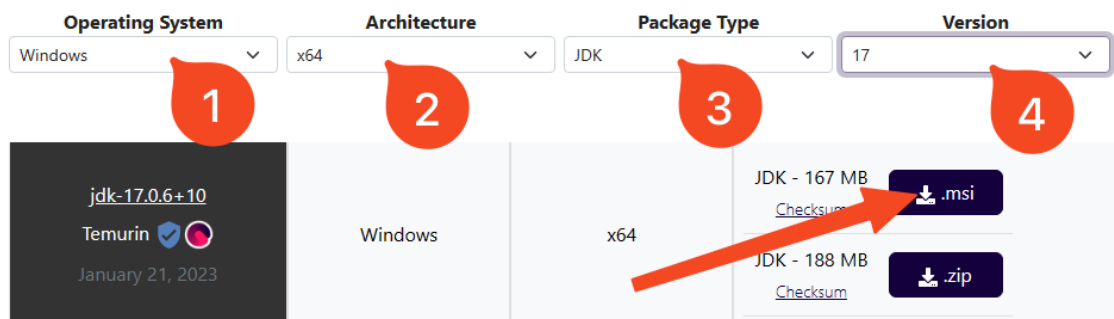 Operating System Architecture Package Type Version
Windows x64 JDK 17
1 2 3 4
jdk-17.0.6+10
Temurin
January 21, 2023
Windows
x64
JDK - 167 MB
Checksum
.msi
JDK - 188 MB
Checksum
.zip